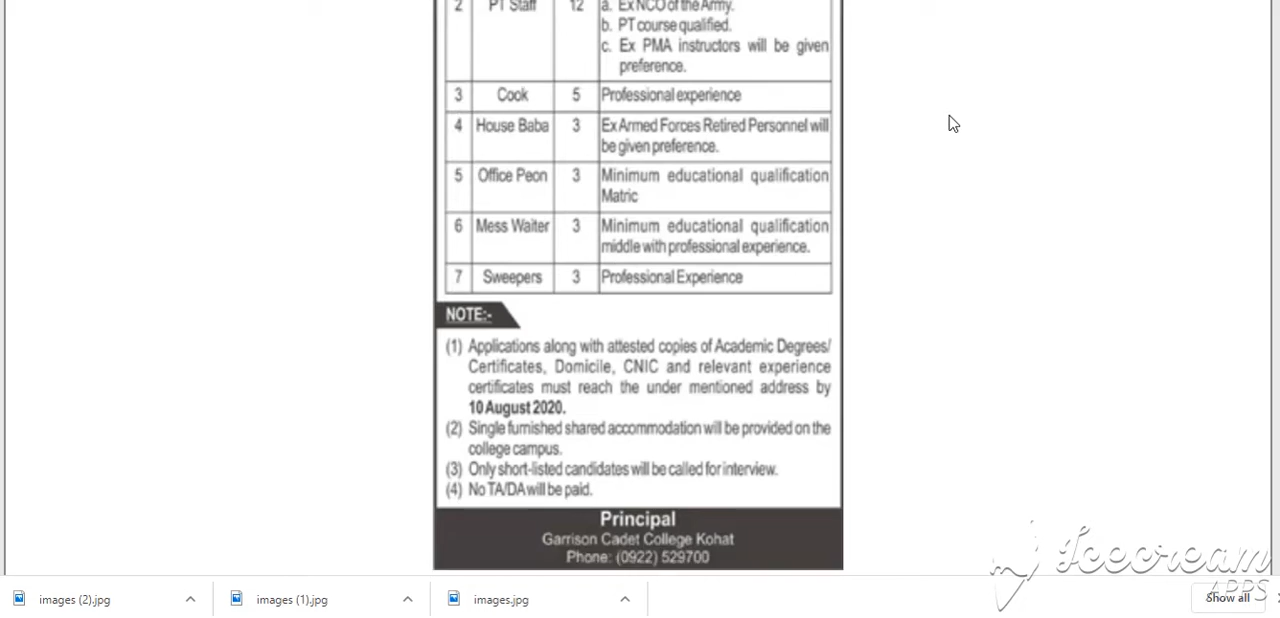 2 PT Staff 12 a. Ex NCO of the Army.
b. PT course qualified.
c. Ex PMA instructors will be given
preference.
3 Cook 5 Professional experience
4 House Baba 3 Ex Armed Forces Retired Personnel will
be given preference.
5 Office Peon 3 Minimum educational qualification
Matric
6 Mess Waiter 3 Minimum educational qualification
middle with professional experience.
7 Sweepers 3 Professional Experience
NOTE:-
(1) Applications along with attested copies of Academic Degrees/
Certificates, Domicile, CNIC and relevant experience
certificates must reach the under mentioned address by
10 August 2020.
(2) Single furnished shared accommodation will be provided on the
college campus.
(3) Only short-listed candidates will be called for interview.
(4) No TA/DA will be paid.
Principal
Garrison Cadet College Kohat
Phone: (0922) 529700
Icecream
APPS
images (2).jpg images (1).jpg images.jpg Show all